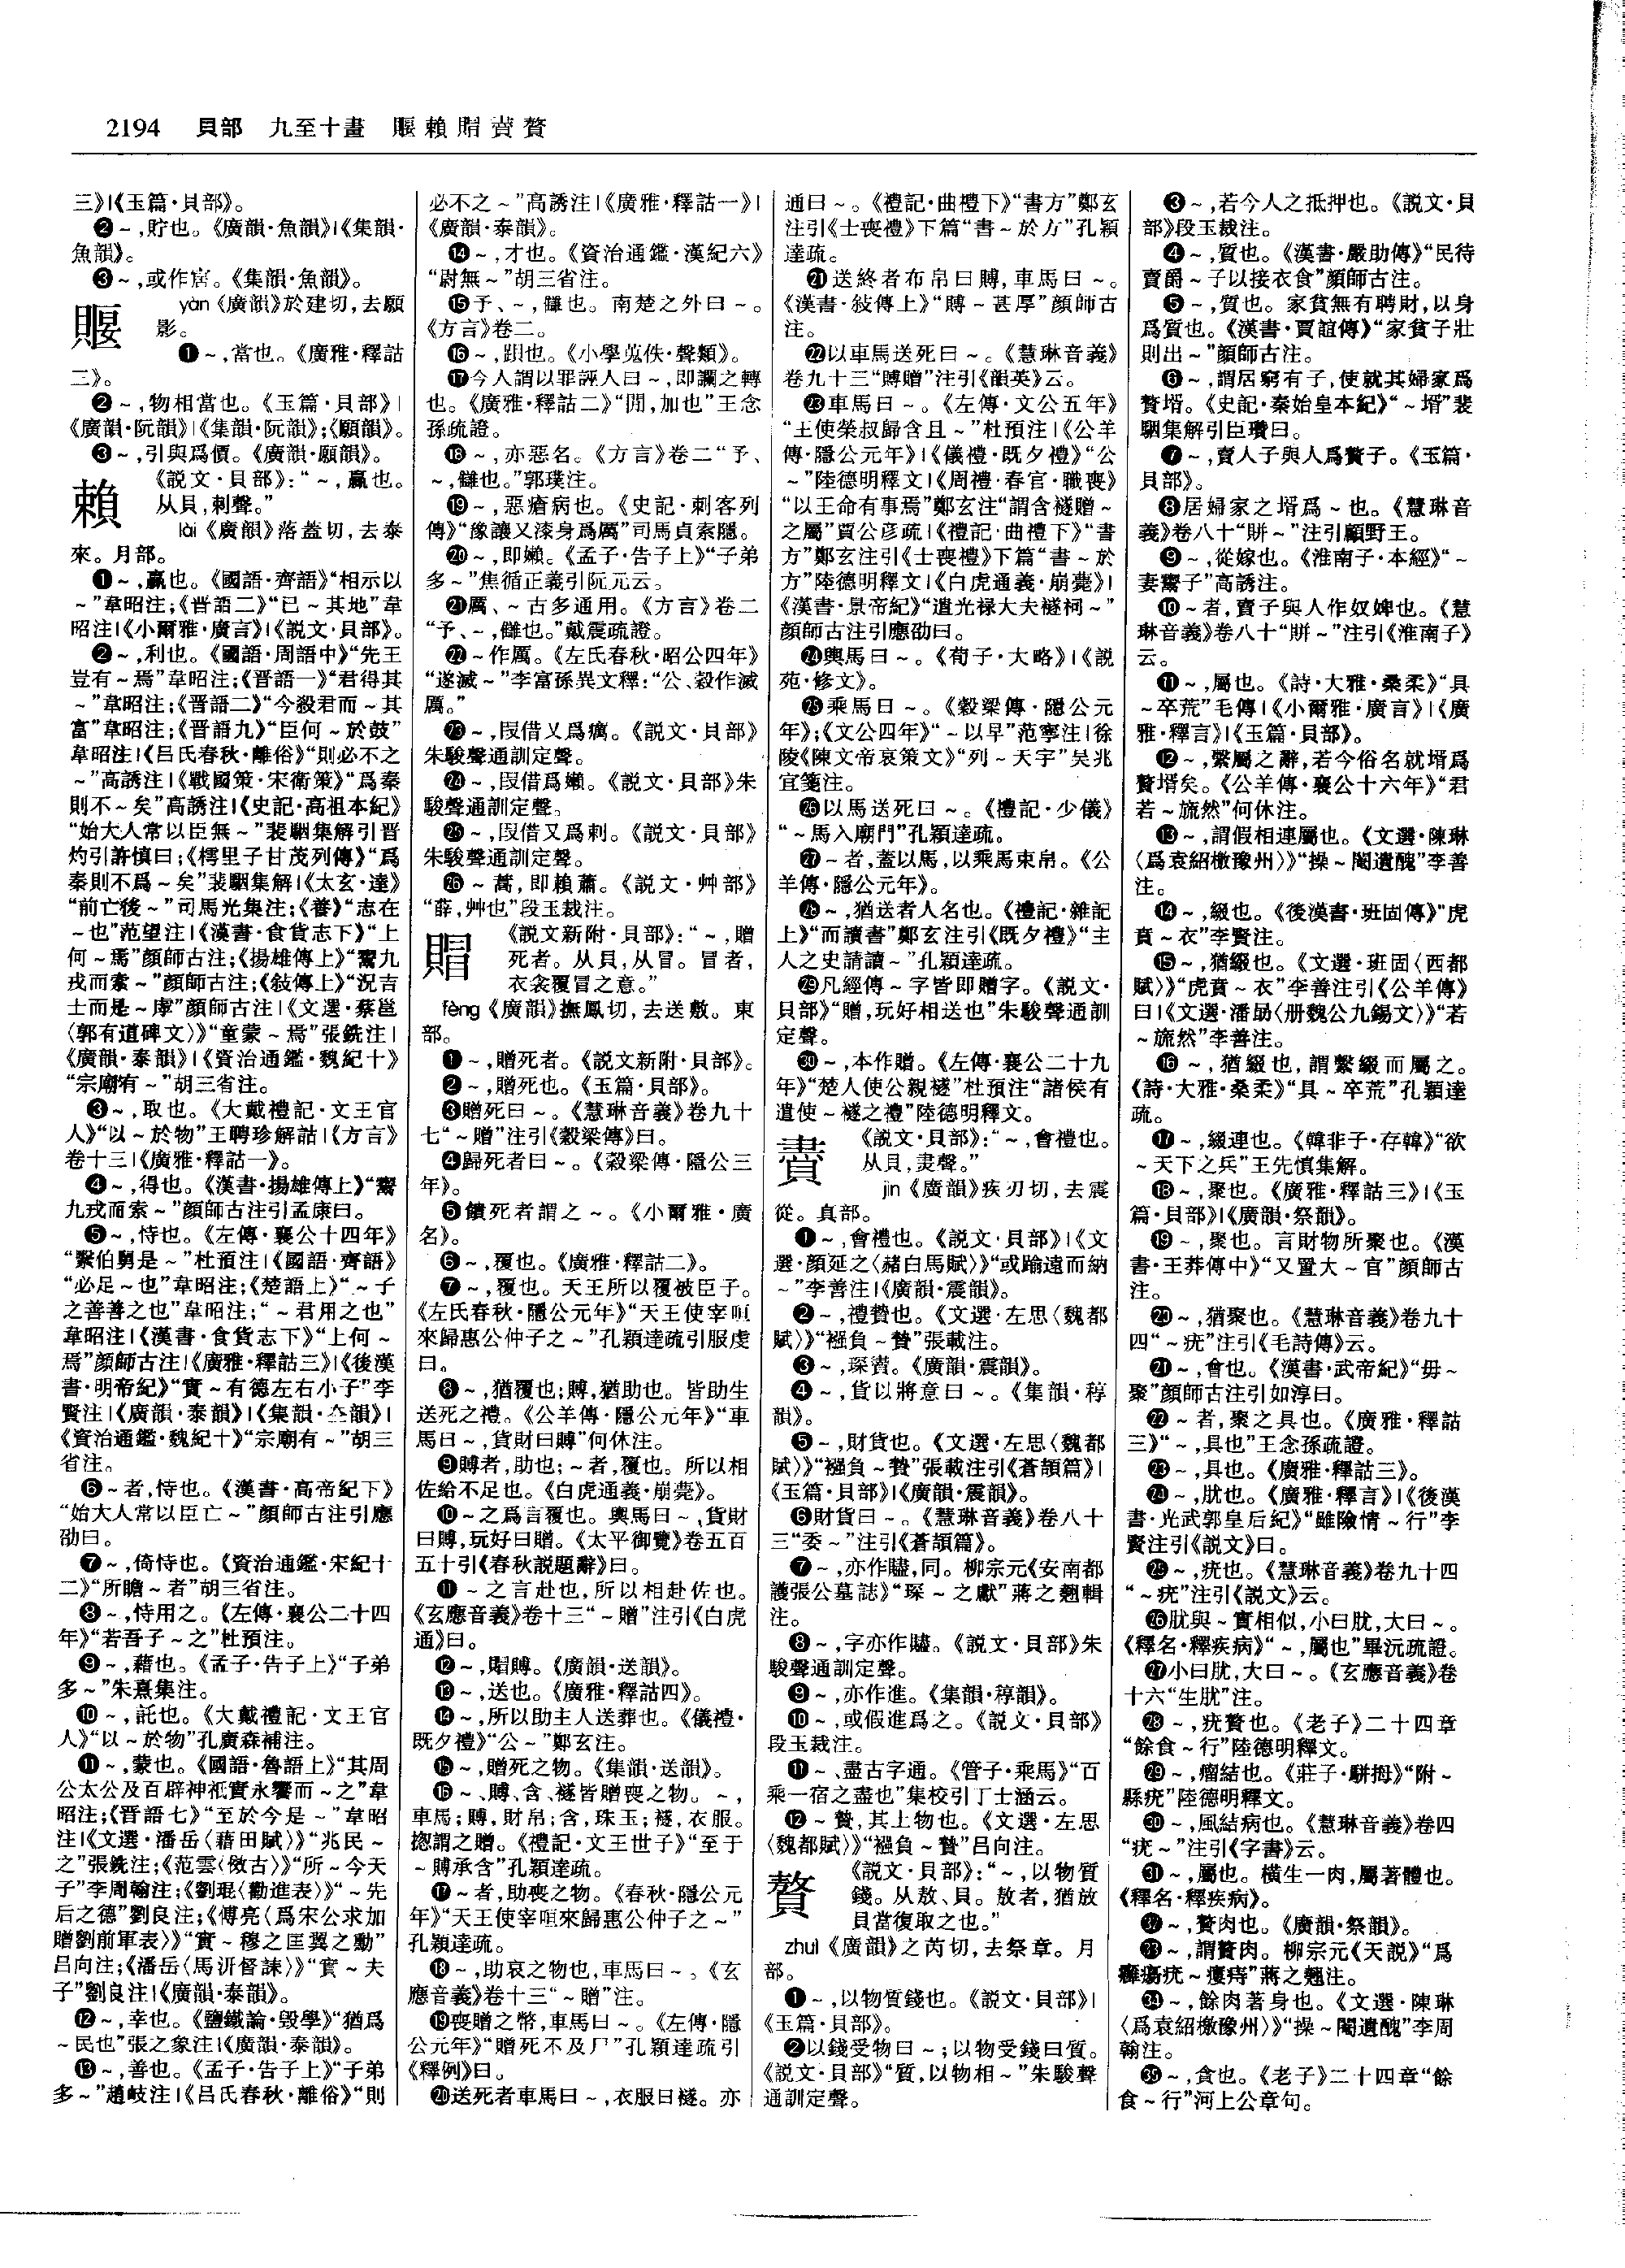 2194　貝部　九至十畫　賏賴賵賮贅
三》|《玉篇·貝部》。
❷～,貯也。《廣韻·魚韻》|《集韻·
魚韻》。
❸～,或作㝉。《集韻·魚韻》。
yàn《廣韻》於建切,去願
影。
❶～,當也。《廣雅·釋詁
三》。
❷～,物相當也。《玉篇·貝部》|
《廣韻·阮韻》|《集韻·阮韻》;《願韻》。
❸～,引與爲價。《廣韻·願韻》。
賴
《説文·貝部》:“～,贏也。
从貝,剌聲。”
lài《廣韻》落蓋切,去泰
來。月部。
❶～,贏也。《國語·齊語》“相示以
～”韋昭注;《晉語二》“已～其地”韋
昭注|《小爾雅·廣言》|《説文·貝部》。
❷～,利也。《國語·周語中》“先王
豈有～焉”韋昭注;《晉語一》“君得其
～”韋昭注;《晉語二》“今殺君而～其
富”韋昭注;《晉語九》“臣何～於鼓”
韋昭注|《吕氏春秋·離俗》“則必不之
～”高誘注|《戰國策·宋衛策》“爲秦
則不～矣”高誘注|《史記·高祖本紀》
“始大人常以臣無～”裴駰集解引晉
灼引許慎曰;《樗里子甘茂列傳》“爲
秦則不爲～矣”裴駰集解|《太玄·達》
“前亡後～”司馬光集注;《養》“志在
～也”范望注|《漢書·食貨志下》“上
何～焉”顔師古注;《揚雄傳上》“鬻九
戎而索～”顔師古注;《敍傳上》“況吉
士而是～虖”顔師古注|《文選·蔡邕
〈郭有道碑文〉》“童蒙～焉”張銑注|
《廣韻·泰韻》|《資治通鑑·魏紀十》
“宗廟有～”胡三省注。
❸～,取也。《大戴禮記·文王官
人》“以～於物”王聘珍解詁|《方言》
卷十三|《廣雅·釋詁一》。
❹～,得也。《漢書·揚雄傳上》“鬻
九戎而索～”顔師古注引孟康曰。
❺～,恃也。《左傳·襄公十四年》
“繄伯舅是～”杜預注|《國語·齊語》
“必足～也”韋昭注;《楚語上》“～子
之善善之也”韋昭注;“～君用之也”
韋昭注|《漢書·食貨志下》“上何～
焉”顔師古注|《廣雅·釋詁三》|《後漢
書·明帝紀》“實～有德左右小子”李
賢注|《廣韻·泰韻》|《集韻·夳韻》|
《資治通鑑·魏紀十》“宗廟有～”胡三
省注。
❻～者,恃也。《漢書·高帝紀下》
“始大人常以臣亡～”顔師古注引應
劭曰。
❼～,倚恃也。《資治通鑑·宋紀十
二》“所瞻～者”胡三省注。
❽～,恃用之。《左傳·襄公二十四
年》“若吾子～之”杜預注。
❾～,藉也。《孟子·告子上》“子弟
多～”朱熹集注。
❿～,託也。《大戴禮記·文王官
人》“以～於物”孔廣森補注。
⓫～,蒙也。《國語·魯語上》“其周
公太公及百辟神祇實永饗而～之”韋
昭注;《晉語七》“至於今是～”韋昭
注|《文選·潘岳〈藉田賦〉》“兆民～
之”張銑注;《范雲〈傚古〉》“所～今天
子”李周翰注;《劉琨〈勸進表〉》“～先
后之德”劉良注;《傅亮〈爲宋公求加
贈劉前軍表〉》“實～穆之匡翼之勳”
吕向注;《潘岳〈馬汧督誄〉》“實～夫
子”劉良注|《廣韻·泰韻》。
⓬～,幸也。《鹽鐵論·毀學》“猶爲
～民也”張之象注|《廣韻·泰韻》。
⓭～,善也。《孟子·告子上》“子弟
多～”趙岐注|《吕氏春秋·離俗》“則
必不之～”高誘注|《廣雅·釋詁一》|
《廣韻·泰韻》。
⓮～,才也。《資治通鑑·漢紀六》
“尉無～”胡三省注。
⓯予、～,讎也。南楚之外曰～。
《方言》卷二。
⓰～,䟺也。《小學蒐佚·聲類》。
⓱今人謂以罪誣人曰～,即讕之轉
也。《廣雅·釋詁二》“䦒,加也”王念
孫疏證。
⓲～,亦惡名。《方言》卷二“予、
～,讎也。”郭璞注。
⓳～,惡瘡病也。《史記·刺客列
傳》“豫讓又漆身爲厲”司馬貞索隱。
⓴～,即嬾。《孟子·告子上》“子弟
多～”焦循正義引阮元云。
㉑厲、～古多通用。《方言》卷二
“予、～,讎也。”戴震疏證。
㉒～作厲。《左氏春秋·昭公四年》
“遂滅～”李富孫異文釋:“公、穀作滅
厲。”
㉓～,叚借又爲癘。《説文·貝部》
朱駿聲通訓定聲。
㉔～,叚借爲嬾。《説文·貝部》朱
駿聲通訓定聲。
㉕～,叚借又爲剌。《説文·貝部》
朱駿聲通訓定聲。
㉖～蒿,即籟蕭。《説文·艸部》
“薛,艸也”段玉裁注。
賵
《説文新附·貝部》:“～,贈
死者。从貝,从冒。冒者,
衣衾覆冒之意。”
fèng《廣韻》撫鳳切,去送敷。東
部。
❶～,贈死者。《説文新附·貝部》。
❷～,贈死也。《玉篇·貝部》。
❸贈死曰～。《慧琳音義》卷九十
七“～贈”注引《穀梁傳》曰。
❹歸死者曰～。《穀梁傳·隱公三
年》。
❺饋死者謂之～。《小爾雅·廣
名》。
❻～,覆也。《廣雅·釋詁二》。
❼～,覆也。天王所以覆被臣子。
《左氏春秋·隱公元年》“天王使宰咺
來歸惠公仲子之～”孔穎達疏引服虔
曰。
❽～,猶覆也;賻,猶助也。皆助生
送死之禮。《公羊傳·隱公元年》“車
馬曰～,貨財曰賻”何休注。
❾賻者,助也;～者,覆也。所以相
佐給不足也。《白虎通義·崩薨》。
❿～之爲言覆也。輿馬曰～,貨財
曰賻,玩好曰贈。《太平御覽》卷五百
五十引《春秋説題辭》曰。
⓫～之言赴也,所以相赴佐也。
《玄應音義》卷十三“～贈”注引《白虎
通》曰。
⓬～,賵賻。《廣韻·送韻》。
⓭～,送也。《廣雅·釋詁四》。
⓮～,所以助主人送葬也。《儀禮·
既夕禮》“公～”鄭玄注。
⓯～,贈死之物。《集韻·送韻》。
⓰～、賻、含、襚皆贈喪之物。～,
車馬;賻,財帛;含,珠玉;襚,衣服。
揔謂之贈。《禮記·文王世子》“至于
～賻承含”孔穎達疏。
⓱～者,助喪之物。《春秋·隱公元
年》“天王使宰咺來歸惠公仲子之～”
孔穎達疏。
⓲～,助哀之物也,車馬曰～。《玄
應音義》卷十三“～贈”注。
⓳喪贈之幣,車馬曰～。《左傳·隱
公元年》“贈死不及尸”孔穎達疏引
《釋例》曰。
⓴送死者車馬曰～,衣服曰襚。亦
通曰～。《禮記·曲禮下》“書方”鄭玄
注引《士喪禮》下篇“書～於方”孔穎
達疏。
㉑送終者布帛曰賻,車馬曰～。
《漢書·敍傳上》“賻～甚厚”顔師古
注。
㉒以車馬送死曰～。《慧琳音義》
卷九十三“賻贈”注引《韻英》云。
㉓車馬曰～。《左傳·文公五年》
“王使榮叔歸含且～”杜預注|《公羊
傳·隱公元年》|《儀禮·既夕禮》“公
～”陸德明釋文|《周禮·春官·職喪》
“以王命有事焉”鄭玄注“謂含襚贈～
之屬”賈公彦疏|《禮記·曲禮下》“書
方”鄭玄注引《士喪禮》下篇“書～於
方”陸德明釋文|《白虎通義·崩薨》|
《漢書·景帝紀》“遣光禄大夫襚祠～”
顔師古注引應劭曰。
㉔輿馬曰～。《荀子·大略》|《説
苑·修文》。
㉕乘馬曰～。《穀梁傳·隱公元
年》;《文公四年》“～以早”范寧注|徐
陵《陳文帝哀策文》“列～天宇”吴兆
宜箋注。
㉖以馬送死曰～。《禮記·少儀》
“～馬入廟門”孔穎達疏。
㉗～者,蓋以馬,以乘馬束帛。《公
羊傳·隱公元年》。
㉘～,猶送者人名也。《禮記·雜記
上》“而讀書”鄭玄注引《既夕禮》“主
人之史請讀～”孔穎達疏。
㉙凡經傳～字皆即贈字。《説文·
貝部》“贈,玩好相送也”朱駿聲通訓
定聲。
㉚～,本作贈。《左傳·襄公二十九
年》“楚人使公親襚”杜預注“諸侯有
遣使～襚之禮”陸德明釋文。
賮
《説文·貝部》:“～,會禮也。
从貝,㶳聲。”
jìn《廣韻》疾刃切,去震
從。真部。
❶～,會禮也。《説文·貝部》|《文
選·顔延之〈赭白馬賦〉》“或踰遠而納
～”李善注|《廣韻·震韻》。
❷～,禮贄也。《文選·左思〈魏都
賦〉》“襁負～贄”張載注。
❸～,琛賮。《廣韻·震韻》。
❹～,貨以將意曰～。《集韻·稕
韻》。
❺～,財貨也。《文選·左思〈魏都
賦〉》“襁負～贄”張載注引《蒼頡篇》|
《玉篇·貝部》|《廣韻·震韻》。
❻財貨曰～。《慧琳音義》卷八十
三“委～”注引《蒼頡篇》。
❼～,亦作贐,同。柳宗元《安南都
護張公墓誌》“琛～之獻”蔣之翹輯
注。
❽～,字亦作贐。《説文·貝部》朱
駿聲通訓定聲。
❾～,亦作進。《集韻·稕韻》。
❿～,或假進爲之。《説文·貝部》
段玉裁注。
⓫～、盡古字通。《管子·乘馬》“百
乘一宿之盡也”集校引丁士涵云。
⓬～贄,其上物也。《文選·左思
〈魏都賦〉》“襁負～贄”吕向注。
贅
《説文·貝部》:“～,以物質
錢。从敖、貝。敖者,猶放
貝當復取之也。”
zhuì《廣韻》之芮切,去祭章。月
部。
❶～,以物質錢也。《説文·貝部》|
《玉篇·貝部》。
❷以錢受物曰～;以物受錢曰質。
《説文·貝部》“質,以物相～”朱駿聲
通訓定聲。
❸～,若今人之抵押也。《説文·貝
部》段玉裁注。
❹～,質也。《漢書·嚴助傳》“民待
賣爵～子以接衣食”顔師古注。
❺～,質也。家貧無有聘財,以身
爲質也。《漢書·賈誼傳》“家貧子壯
則出～”顔師古注。
❻～,謂居窮有子,使就其婦家爲
贅壻。《史記·秦始皇本紀》“～壻”裴
駰集解引臣瓚曰。
❼～,賣人子與人爲贅子。《玉篇·
貝部》。
❽居婦家之壻爲～也。《慧琳音
義》卷八十“賆～”注引顧野王。
❾～,從嫁也。《淮南子·本經》“～
妻鬻子”高誘注。
❿～者,賣子與人作奴婢也。《慧
琳音義》卷八十“賆～”注引《淮南子》
云。
⓫～,屬也。《詩·大雅·桑柔》“具
～卒荒”毛傳|《小爾雅·廣言》|《廣
雅·釋言》|《玉篇·貝部》。
⓬～,繫屬之辭,若今俗名就壻爲
贅壻矣。《公羊傳·襄公十六年》“君
若～旒然”何休注。
⓭～,謂假相連屬也。《文選·陳琳
〈爲袁紹檄豫州〉》“操～閹遺醜”李善
注。
⓮～,綴也。《後漢書·班固傳》“虎
賁～衣”李賢注。
⓯～,猶綴也。《文選·班固〈西都
賦〉》“虎賁～衣”李善注引《公羊傳》
曰|《文選·潘勗〈册魏公九錫文〉》“若
～旒然”李善注。
⓰～,猶綴也,謂繫綴而屬之。
《詩·大雅·桑柔》“具～卒荒”孔穎達
疏。
⓱～,綴連也。《韓非子·存韓》“欲
～天下之兵”王先慎集解。
⓲～,聚也。《廣雅·釋詁三》|《玉
篇·貝部》|《廣韻·祭韻》。
⓳～,聚也。言財物所聚也。《漢
書·王莽傳中》“又置大～官”顔師古
注。
⓴～,猶聚也。《慧琳音義》卷九十
四“～疣”注引《毛詩傳》云。
㉑～,會也。《漢書·武帝紀》“毋～
聚”顔師古注引如淳曰。
㉒～者,聚之具也。《廣雅·釋詁
三》“～,具也”王念孫疏證。
㉓～,具也。《廣雅·釋詁三》。
㉔～,肬也。《廣雅·釋言》|《後漢
書·光武郭皇后紀》“雖險情～行”李
賢注引《説文》曰。
㉕～,疣也。《慧琳音義》卷九十四
“～疣”注引《説文》云。
㉖肬與～實相似,小曰肬,大曰～。
《釋名·釋疾病》“～,屬也”畢沅疏證。
㉗小曰肬,大曰～。《玄應音義》卷
十六“生肬”注。
㉘～,疣贅也。《老子》二十四章
“餘食～行”陸德明釋文。
㉙～,瘤結也。《莊子·駢拇》“附～
縣疣”陸德明釋文。
㉚～,風結病也。《慧琳音義》卷四
“疣～”注引《字書》云。
㉛～,屬也。横生一肉,屬著體也。
《釋名·釋疾病》。
㉜～,贅肉也。《廣韻·祭韻》。
㉝～,謂贅肉。柳宗元《天説》“爲
癰瘍疣～瘻痔”蔣之翹注。
㉞～,餘肉著身也。《文選·陳琳
〈爲袁紹檄豫州〉》“操～閹遺醜”李周
翰注。
㉟～,貪也。《老子》二十四章“餘
食～行”河上公章句。